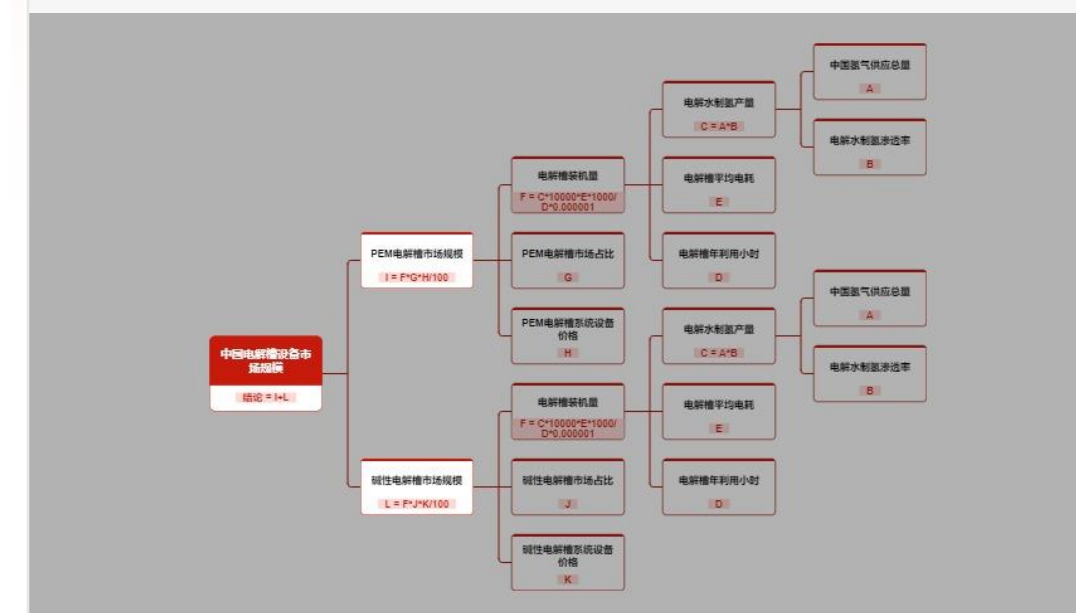 中国氢气供应总量
A
电解水制氢产量
C = A*B
电解水制氢渗透率
B
电解槽装机量
F = C*10000*E*1000/
D*0.000001
电解槽平均电耗
E
PEM电解槽市场规模
I = F*G*H/100
PEM电解槽市场占比
G
电解槽年利用小时
D
PEM电解槽系统设备
价格
H
中国氢气供应总量
A
电解水制氢产量
C = A*B
中国电解槽设备市
场规模
结论 = I+L
电解水制氢渗透率
B
电解槽装机量
F = C*10000*E*1000/
D*0.000001
电解槽平均电耗
E
碱性电解槽市场规模
L = F*J*K/100
碱性电解槽市场占比
J
电解槽年利用小时
D
碱性电解槽系统设备
价格
K